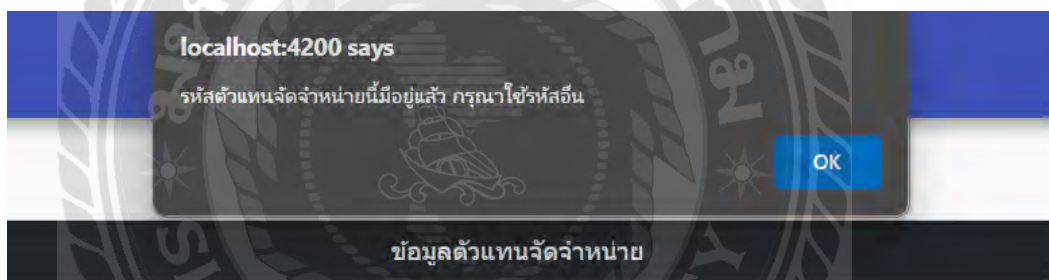 localhost:4200 says
รหัสตัวแทนจัดจำหน่ายนี้มีอยู่แล้ว กรุณาใช้รหัสอื่น
OK
ข้อมูลตัวแทนจัดจำหน่าย